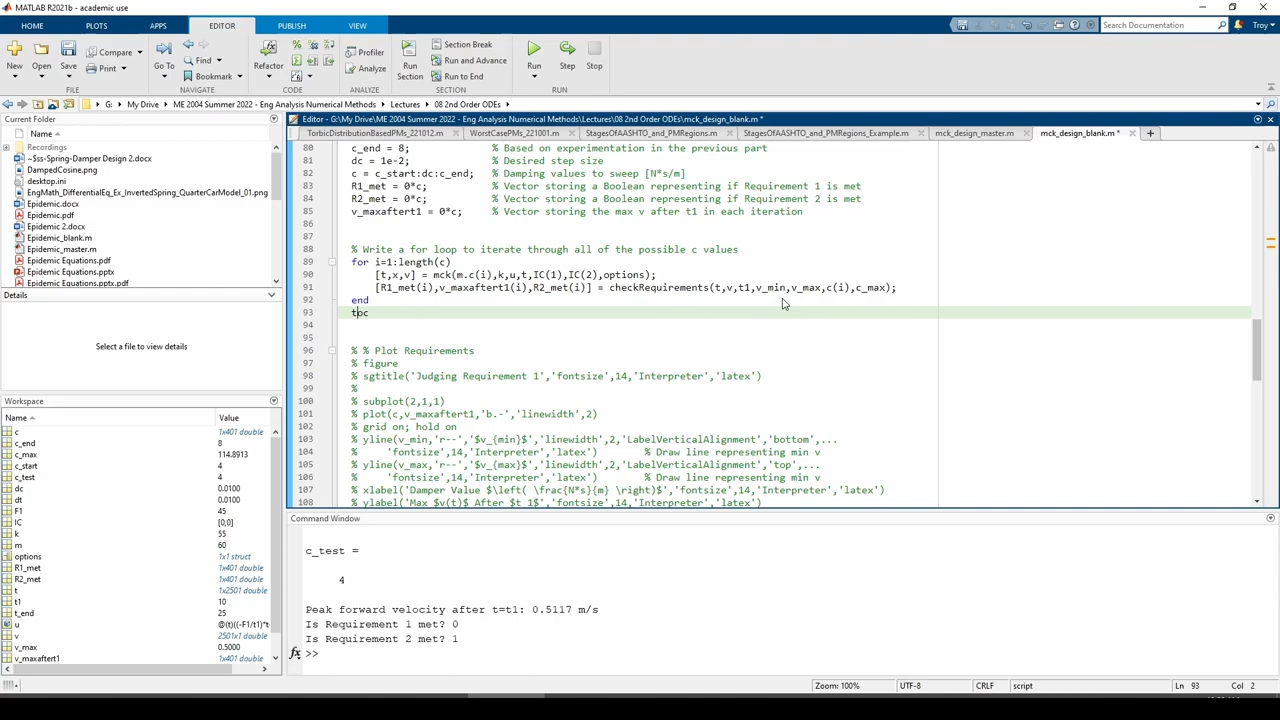 MATLAB R2021b - academic use
HOME PLOTS APPS EDITOR PUBLISH VIEW Search Documentation Troy
New Open Save Compare Print Go To Find Bookmark Refactor Profiler Analyze Run Section Section Break Run and Advance Run to End Run Step Stop
FILE NAVIGATE CODE ANALYZE SECTION RUN
G: My Drive ME 2004 Summer 2022 - Eng Analysis Numerical Methods Lectures 08 2nd Order ODEs
Current Folder
Name
Recordings
~$ss-Spring-Damper Design 2.docx
DampedCosine.png
desktop.ini
EngMath_DifferentialEq_Ex_InvertedSpring_QuarterCarModel_01.png
Epidemic.docx
Epidemic.pdf
Epidemic 2.docx
Epidemic_blank.m
Epidemic_master.m
Epidemic Equations.pdf
Epidemic Equations.pptx
Details
Select a file to view details
Workspace
Name Value
c 1x401 double
c_end 8
c_max 114.8913
c_start 4
c_test 4
dc 0.0100
dt 0.0100
F1 45
IC [0,0]
k 55
m 60
options 1x1 struct
R1_met 1x401 double
R2_met 1x401 double
t 1x2501 double
t1 10
t_end 25
u @(t)((-F1/t1)*t
v 2501x1 double
v_max 0.5000
v_maxaftert1 1x401 double
Editor - G:\My Drive\ME 2004 Summer 2022 - Eng Analysis Numerical Methods\Lectures\08 2nd Order ODEs\mck_design_blank.m *
TorbicDistributionBasedPMs_221012.m WorstCasePMs_221001.m StagesOfAASHTO_and_PMRegions.m StagesOfAASHTO_and_PMRegions_Example.m mck_design_master.m mck_design_blank.m *
80 c_end = 8; % Based on experimentation in the previous part
81 dc = 1e-2; % Desired step size
82 c = c_start:dc:c_end; % Damping values to sweep [N*s/m]
83 R1_met = 0*c; % Vector storing a Boolean representing if Requirement 1 is met
84 R2_met = 0*c; % Vector storing a Boolean representing if Requirement 2 is met
85 v_maxaftert1 = 0*c; % Vector storing the max v after t1 in each iteration
86
87
88 % Write a for loop to iterate through all of the possible c values
89 for i=1:length(c)
90 [t,x,v] = mck(m.c(i),k,u,t,IC(1),IC(2),options);
91 [R1_met(i),v_maxaftert1(i),R2_met(i)] = checkRequirements(t,v,t1,v_min,v_max,c(i),c_max);
92 end
93 toc
94
95
96 % % Plot Requirements
97 % figure
98 % sgtitle('Judging Requirement 1','fontsize',14,'Interpreter','latex')
99 %
100 % subplot(2,1,1)
101 % plot(c,v_maxaftert1,'b.-','linewidth',2)
102 % grid on; hold on
103 % yline(v_min,'r--','$v_{min}$','linewidth',2,'LabelVerticalAlignment','bottom',...
104 % 'fontsize',14,'Interpreter','latex') % Draw line representing min v
105 % yline(v_max,'r--','$v_{max}$','linewidth',2,'LabelVerticalAlignment','top',...
106 % 'fontsize',14,'Interpreter','latex') % Draw line representing min v
107 % xlabel('Damper Value $\left( \frac{N*s}{m} \right)$','fontsize',14,'Interpreter','latex')
108 % ylabel('Max $v(t)$ After $t_1$','fontsize',14,'Interpreter','latex')
Command Window
c_test =
4
Peak forward velocity after t=t1: 0.5117 m/s
Is Requirement 1 met? 0
Is Requirement 2 met? 1
fx >>
Zoom: 100% UTF-8 CRLF script Ln 93 Col 2